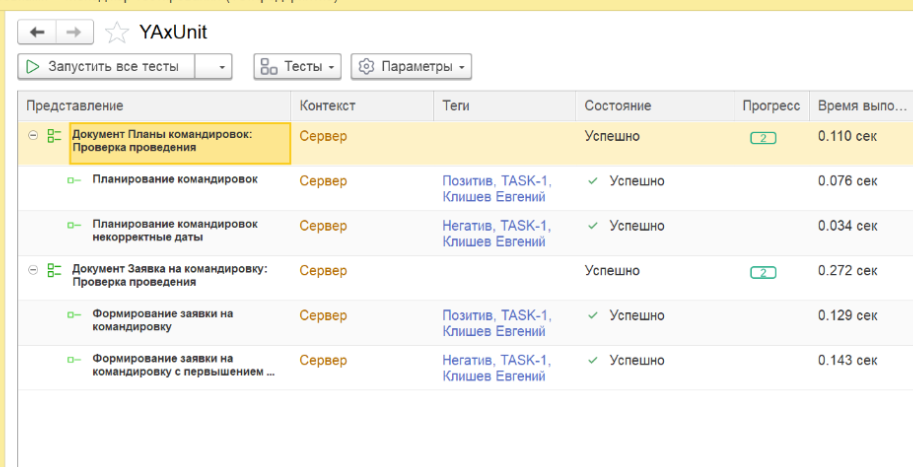 YAxUnit
Запустить все тесты
Тесты
Параметры
Представление Контекст Теги Состояние Прогресс Время выпо...
Документ Планы командировок: Сервер Успешно 2 0.110 сек
Проверка проведения
Планирование командировок Сервер Позитив, TASK-1, Успешно 0.076 сек
Клишев Евгений
Планирование командировок Сервер Негатив, TASK-1, Успешно 0.034 сек
некорректные даты Клишев Евгений
Документ Заявка на командировку: Сервер Успешно 2 0.272 сек
Проверка проведения
Формирование заявки на Сервер Позитив, TASK-1, Успешно 0.129 сек
командировку Клишев Евгений
Формирование заявки на Сервер Негатив, TASK-1, Успешно 0.143 сек
командировку с первышением ... Клишев Евгений